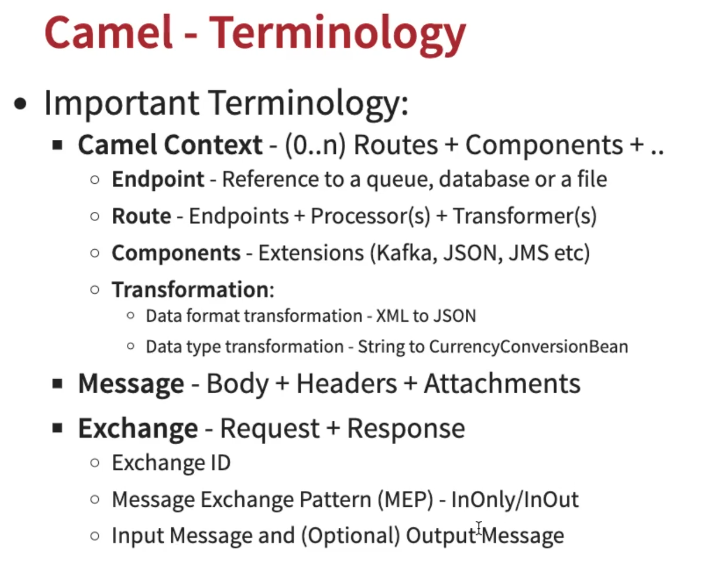 Camel - Terminology
Important Terminology:
Camel Context - (0..n) Routes + Components + ..
Endpoint - Reference to a queue, database or a file
Route - Endpoints + Processor(s) + Transformer(s)
Components - Extensions (Kafka, JSON, JMS etc)
Transformation:
Data format transformation - XML to JSON
Data type transformation - String to CurrencyConversionBean
Message - Body + Headers + Attachments
Exchange - Request + Response
Exchange ID
Message Exchange Pattern (MEP) - InOnly/InOut
Input Message and (Optional) Output Message